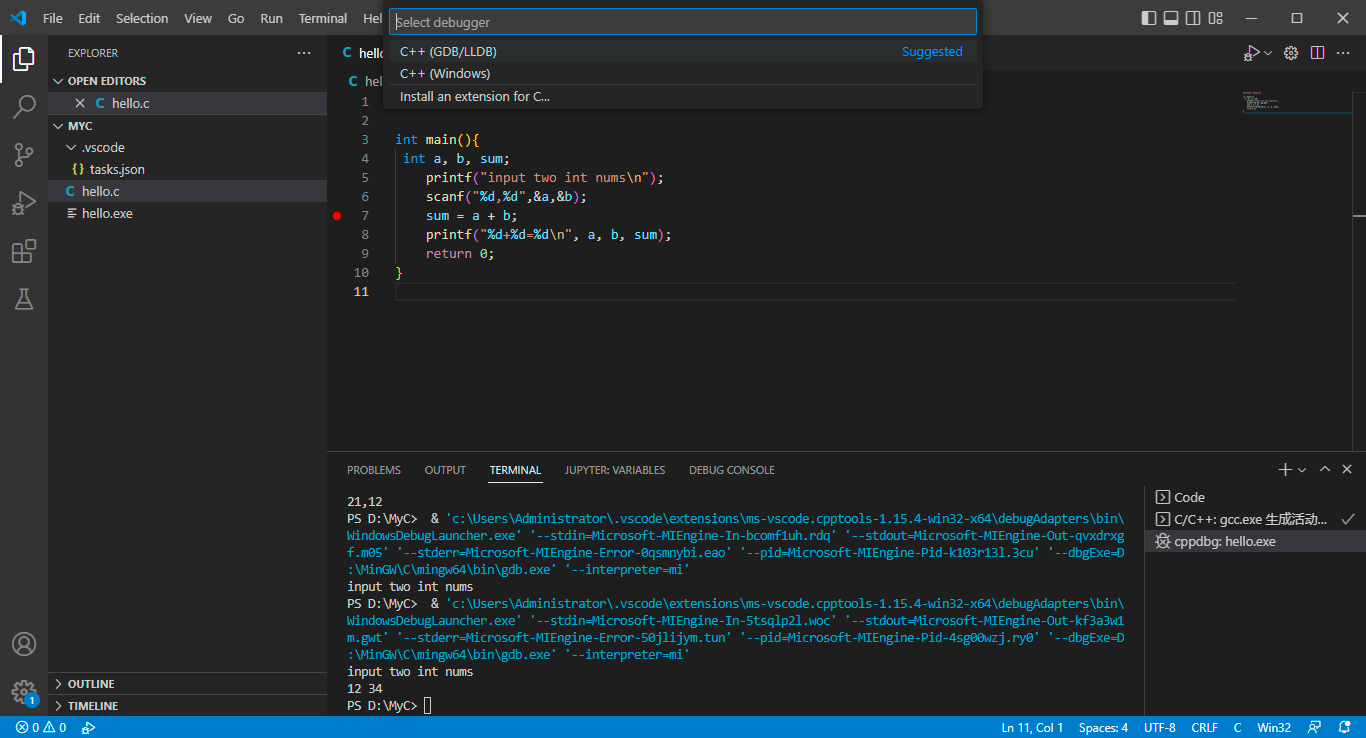 File Edit Selection View Go Run Terminal Hel
Select debugger
C++ (GDB/LLDB) Suggested
C++ (Windows)
Install an extension for C...
EXPLORER
OPEN EDITORS
C hello.c
MYC
.vscode
{} tasks.json
C hello.c
hello.exe
OUTLINE
TIMELINE
C hello
C hel
1
2
3 int main(){
4 int a, b, sum;
5 printf("input two int nums\n");
6 scanf("%d,%d",&a,&b);
7 sum = a + b;
8 printf("%d+%d=%d\n", a, b, sum);
9 return 0;
10 }
11
PROBLEMS OUTPUT TERMINAL JUPYTER: VARIABLES DEBUG CONSOLE
21,12
PS D:\MyC> & 'c:\Users\Administrator\.vscode\extensions\ms-vscode.cpptools-1.15.4-win32-x64\debugAdapters\bin\
WindowsDebugLauncher.exe' '--stdin=Microsoft-MIEngine-In-bcomf1uh.rdq' '--stdout=Microsoft-MIEngine-Out-qvxdrxg
f.m05' '--stderr=Microsoft-MIEngine-Error-0qsmnybi.eao' '--pid=Microsoft-MIEngine-Pid-k103r13l.3cu' '--dbgExe=D
:\MinGW\C\mingw64\bin\gdb.exe' '--interpreter=mi'
input two int nums
PS D:\MyC> & 'c:\Users\Administrator\.vscode\extensions\ms-vscode.cpptools-1.15.4-win32-x64\debugAdapters\bin\
WindowsDebugLauncher.exe' '--stdin=Microsoft-MIEngine-In-5tsqlp2l.woc' '--stdout=Microsoft-MIEngine-Out-kf3a3w1
m.gwt' '--stderr=Microsoft-MIEngine-Error-50jlijym.tun' '--pid=Microsoft-MIEngine-Pid-4sg00wzj.ry0' '--dbgExe=D
:\MinGW\C\mingw64\bin\gdb.exe' '--interpreter=mi'
input two int nums
12 34
PS D:\MyC>
Code
C/C++: gcc.exe 生成活动...
cppdbg: hello.exe
1
0 0
Ln 11, Col 1 Spaces: 4 UTF-8 CRLF C Win32